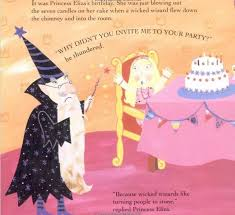 It was Princess Eliza's birthday. She was just blowing out
the seven candles on her cake when a wicked wizard flew down
the chimney and into the room.
"WHY DIDN'T YOU INVITE ME TO YOUR PARTY?"
he thundered.
"Because wicked wizards like
turning people to stone,"
replied Princess Eliza.